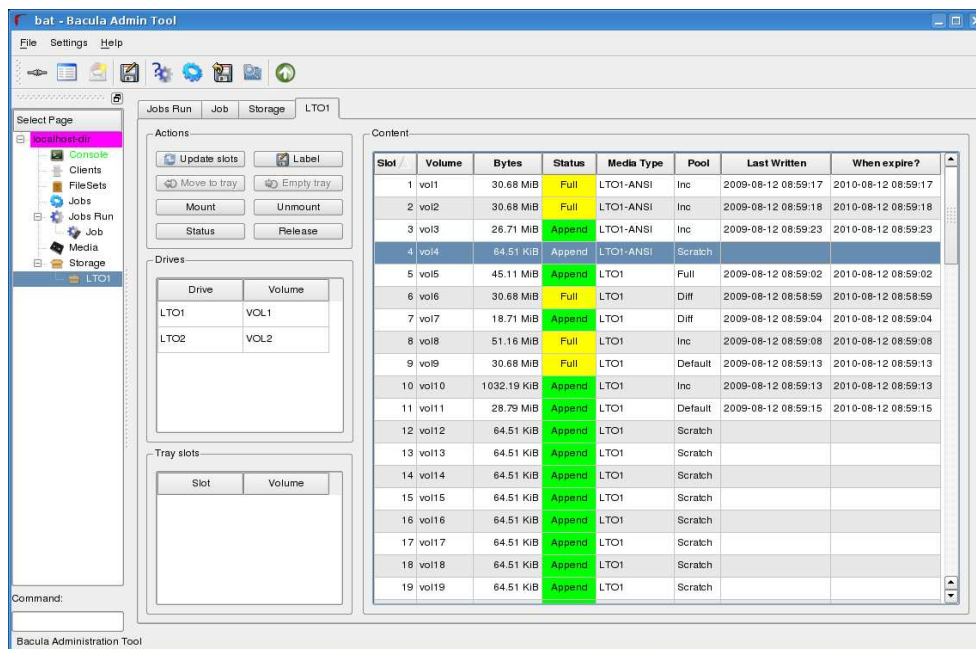 bat - Bacula Admin Tool
File Settings Help
Select Page
localhost-dir
Console
Clients
FileSets
Jobs
Jobs Run
Job
Media
Storage
LTO1
Command:
Bacula Administration Tool
Jobs Run Job Storage LTO1
Actions
Update slots Label
Move to tray Empty tray
Mount Unmount
Status Release
Drives
Drive Volume
LTO1 VOL1
LTO2 VOL2
Tray slots
Slot Volume
Content
Slot Volume Bytes Status Media Type Pool Last Written When expire?
1 vol1 30.68 MiB Full LTO1-ANSI Inc 2009-08-12 08:59:17 2010-08-12 08:59:17
2 vol2 30.68 MiB Full LTO1-ANSI Inc 2009-08-12 08:59:18 2010-08-12 08:59:18
3 vol3 26.71 MiB Append LTO1-ANSI Inc 2009-08-12 08:59:23 2010-08-12 08:59:23
4 vol4 64.51 KiB Append LTO1-ANSI Scratch
5 vol5 45.11 MiB Append LTO1 Full 2009-08-12 08:59:02 2010-08-12 08:59:02
6 vol6 30.68 MiB Full LTO1 Diff 2009-08-12 08:58:59 2010-08-12 08:58:59
7 vol7 18.71 MiB Append LTO1 Diff 2009-08-12 08:59:04 2010-08-12 08:59:04
8 vol8 51.16 MiB Full LTO1 Inc 2009-08-12 08:59:08 2010-08-12 08:59:08
9 vol9 30.68 MiB Full LTO1 Default 2009-08-12 08:59:13 2010-08-12 08:59:13
10 vol10 1032.19 KiB Append LTO1 Inc 2009-08-12 08:59:13 2010-08-12 08:59:13
11 vol11 28.79 MiB Append LTO1 Default 2009-08-12 08:59:15 2010-08-12 08:59:15
12 vol12 64.51 KiB Append LTO1 Scratch
13 vol13 64.51 KiB Append LTO1 Scratch
14 vol14 64.51 KiB Append LTO1 Scratch
15 vol15 64.51 KiB Append LTO1 Scratch
16 vol16 64.51 KiB Append LTO1 Scratch
17 vol17 64.51 KiB Append LTO1 Scratch
18 vol18 64.51 KiB Append LTO1 Scratch
19 vol19 64.51 KiB Append LTO1 Scratch